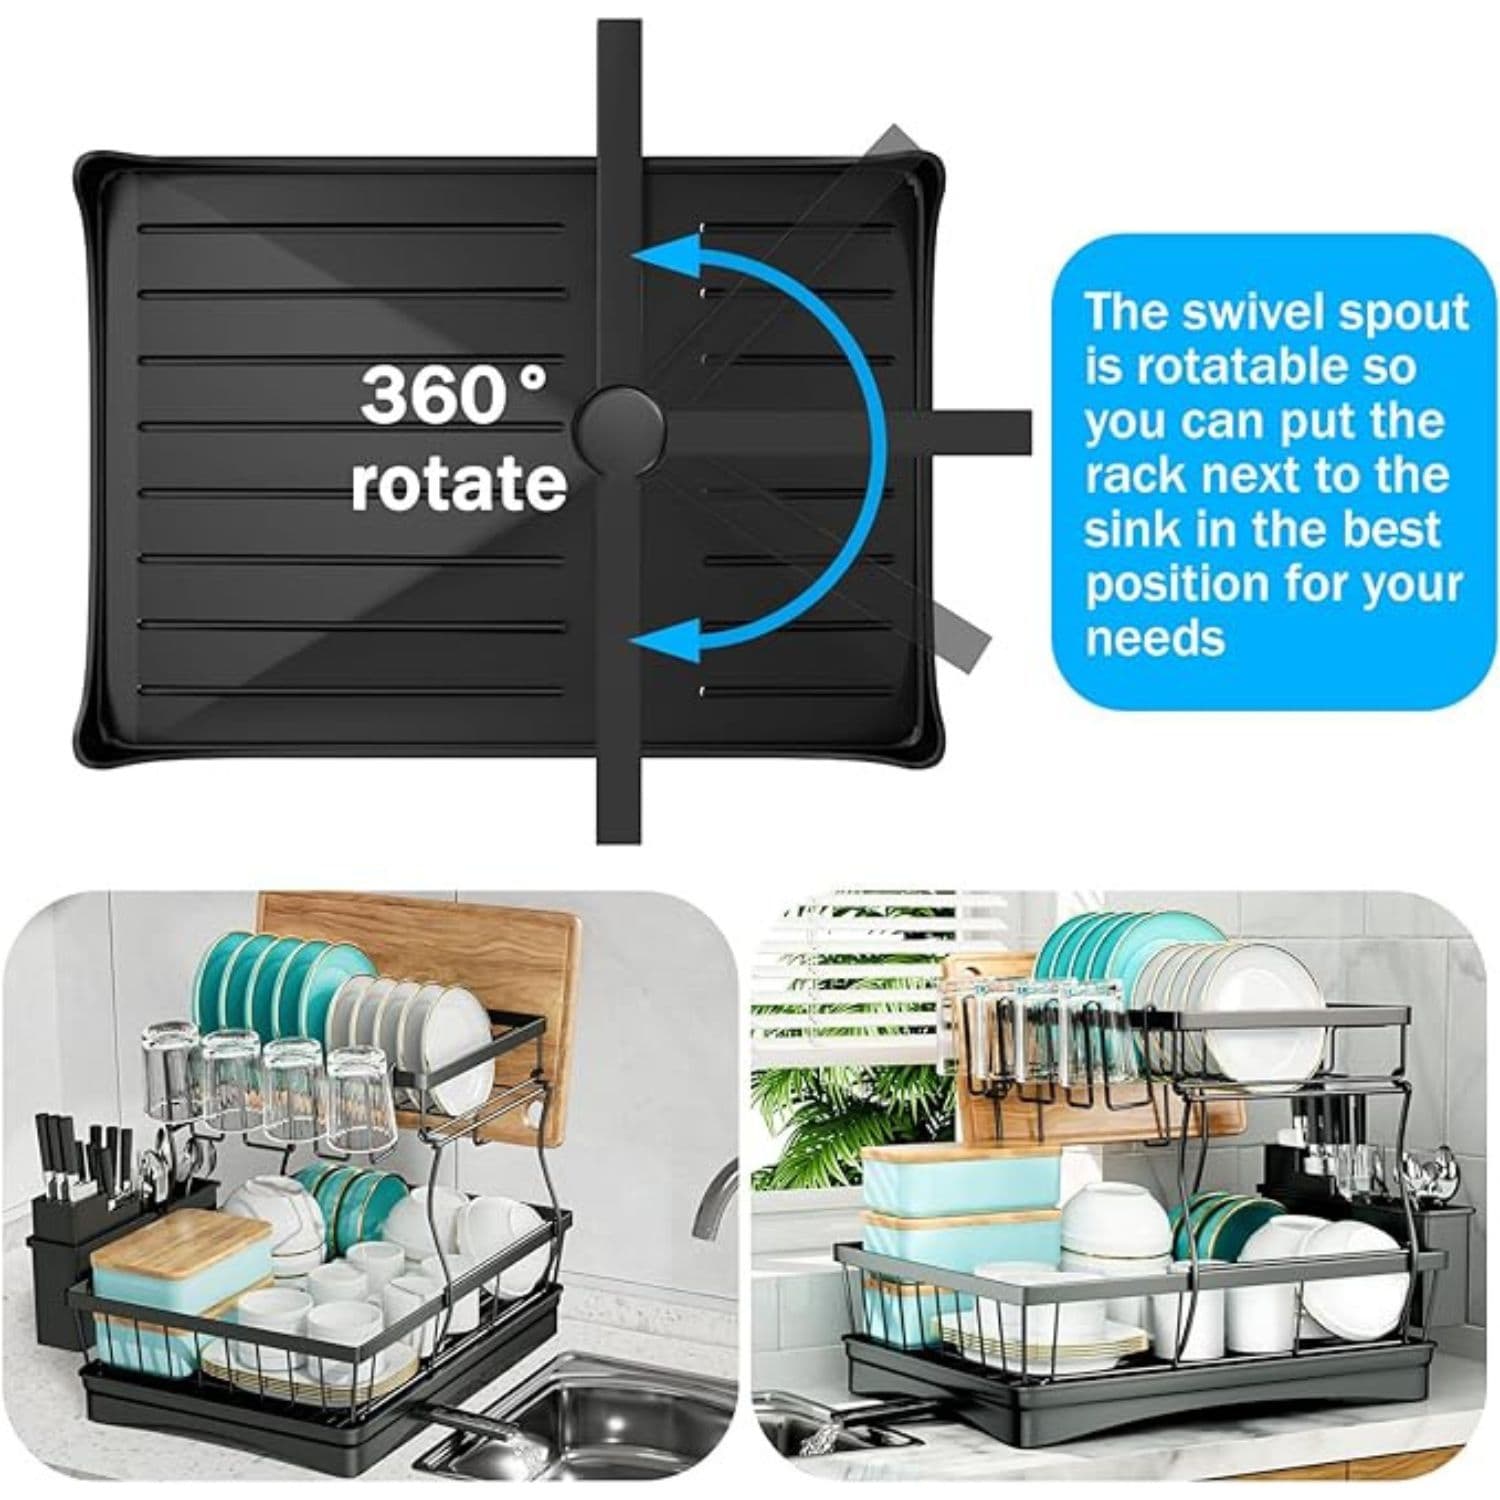 360°
rotate
The swivel spout
is rotatable so
you can put the
rack next to the
sink in the best
position for your
needs